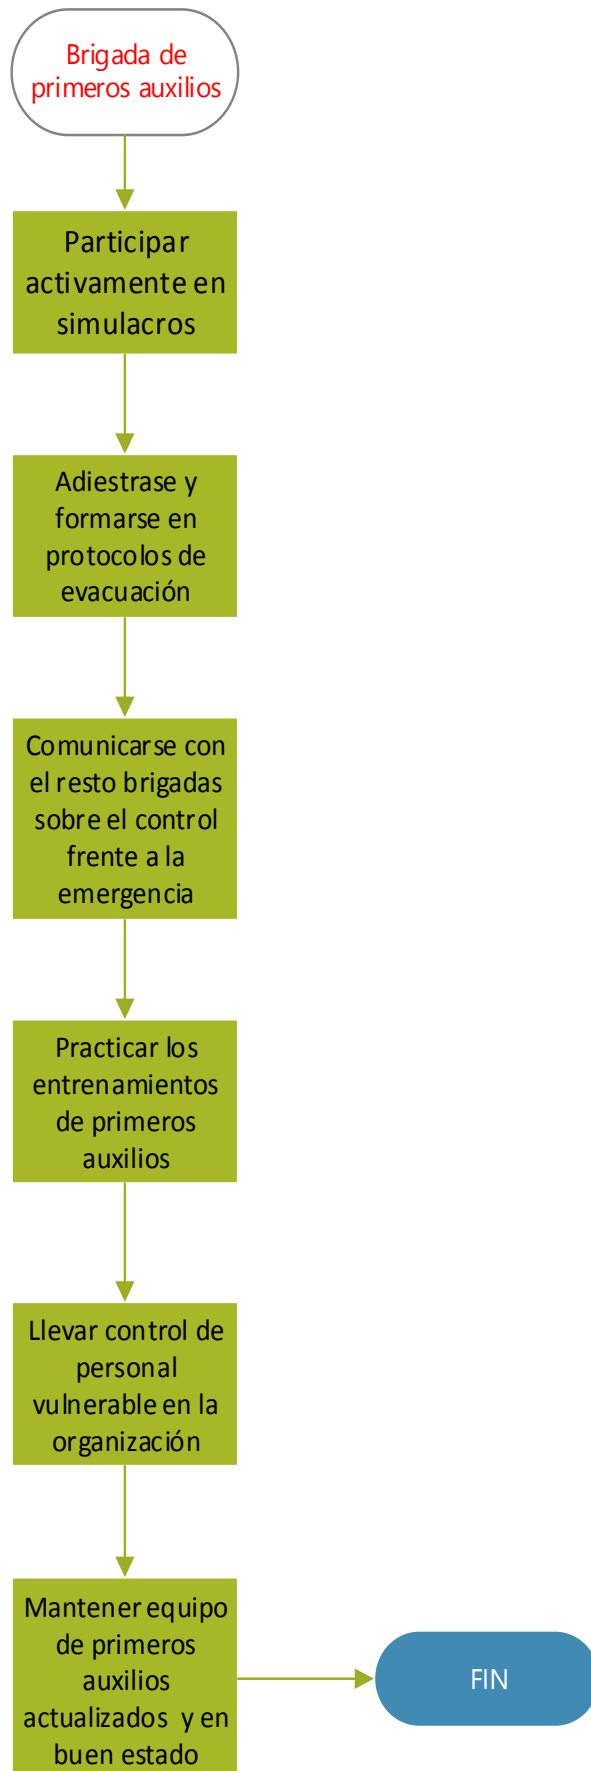 Brigada de
primeros auxilios
Participar
activamente en
simulacros
Adiestrase y
formarse en
protocolos de
evacuación
Comunicarse con
el resto brigadas
sobre el control
frente a la
emergencia
Practicar los
entrenamientos
de primeros
auxilios
Llevar control de
personal
vulnerable en la
organización
Mantener equipo
de primeros
auxilios
actualizados y en
buen estado
FIN